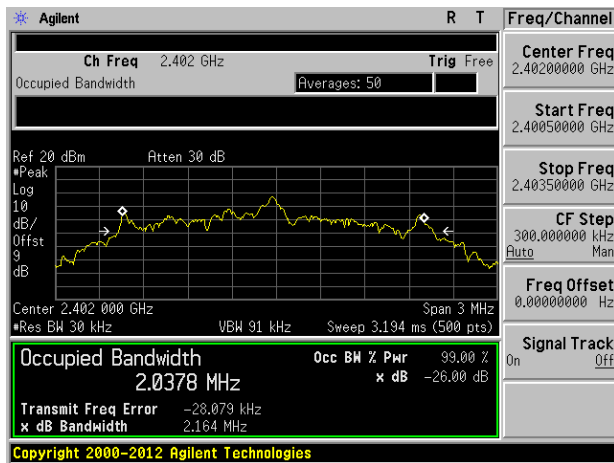 Agilent R T Freq/Channel
Ch Freq 2.402 GHz Trig Free
Occupied Bandwidth Averages: 50
Center Freq
2.40200000 GHz
Start Freq
2.40050000 GHz
Stop Freq
2.40350000 GHz
CF Step
300.000000 kHz
Auto Man
Freq Offset
0.00000000 Hz
Signal Track
On Off
Ref 20 dBm Atten 30 dB
#Peak
Log
10
dB/
Offst
9
dB
Center 2.402 000 GHz Span 3 MHz
#Res BW 30 kHz VBW 91 kHz Sweep 3.194 ms (500 pts)
Occupied Bandwidth Occ BW % Pwr 99.00 %
2.0378 MHz x dB -26.00 dB
Transmit Freq Error -28.079 kHz
x dB Bandwidth 2.164 MHz
Copyright 2000-2012 Agilent Technologies